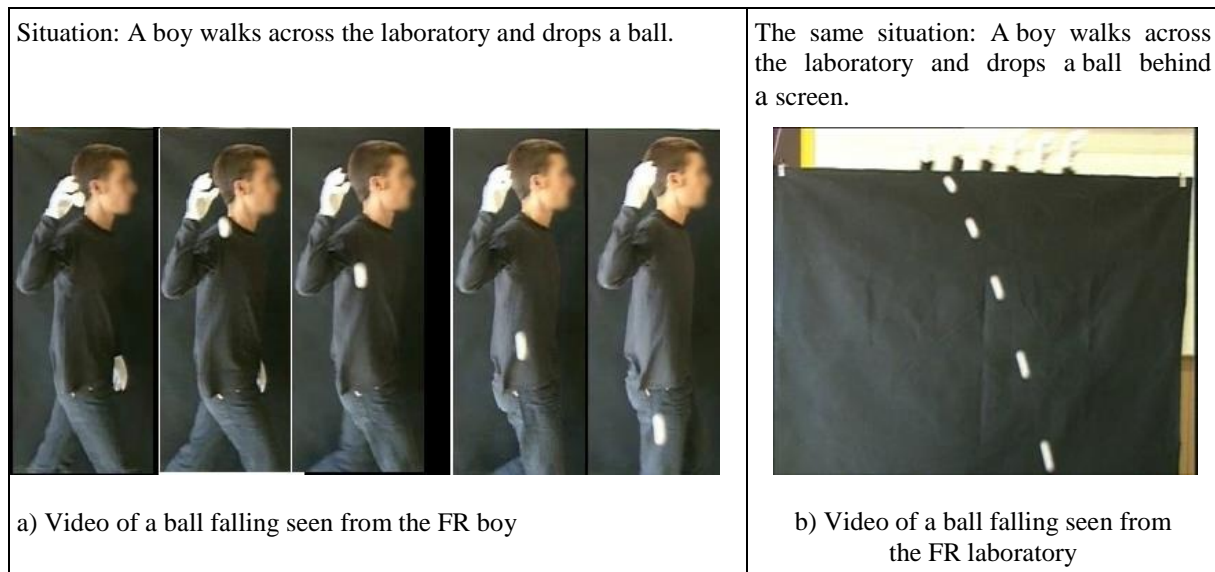 Situation: A boy walks across the laboratory and drops a ball.
The same situation: A boy walks across
the laboratory and drops a ball behind
a screen.
a) Video of a ball falling seen from the FR boy
b) Video of a ball falling seen from
the FR laboratory